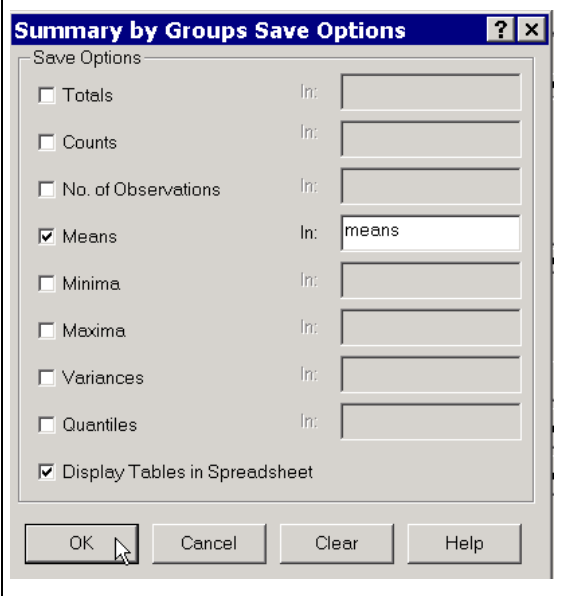 Summary by Groups Save Options ? ×
Save Options
Totals In:
Counts In:
No. of Observations In:
Means In: means
Minima In:
Maxima In:
Variances In:
Quantiles In:
Display Tables in Spreadsheet
OK Cancel Clear Help